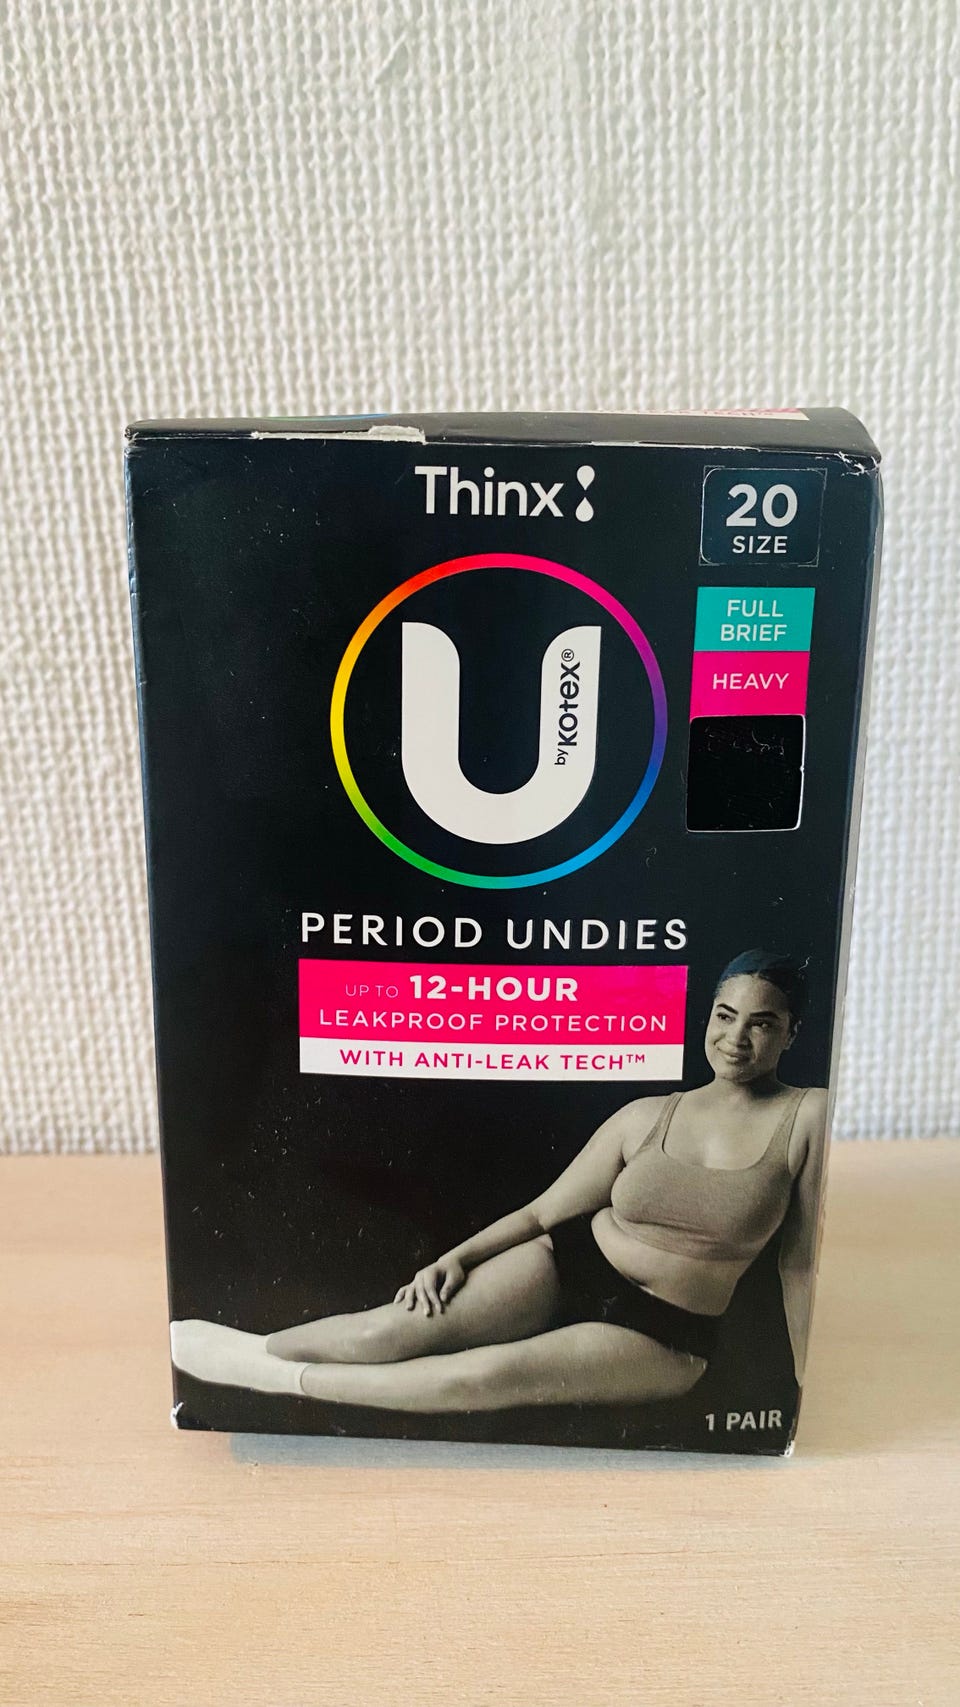 Thinx
20
SIZE
FULL
BRIEF
HEAVY
U
by Kotex®
PERIOD UNDIES
UP TO 12-HOUR
LEAKPROOF PROTECTION
WITH ANTI-LEAK TECH™
1 PAIR